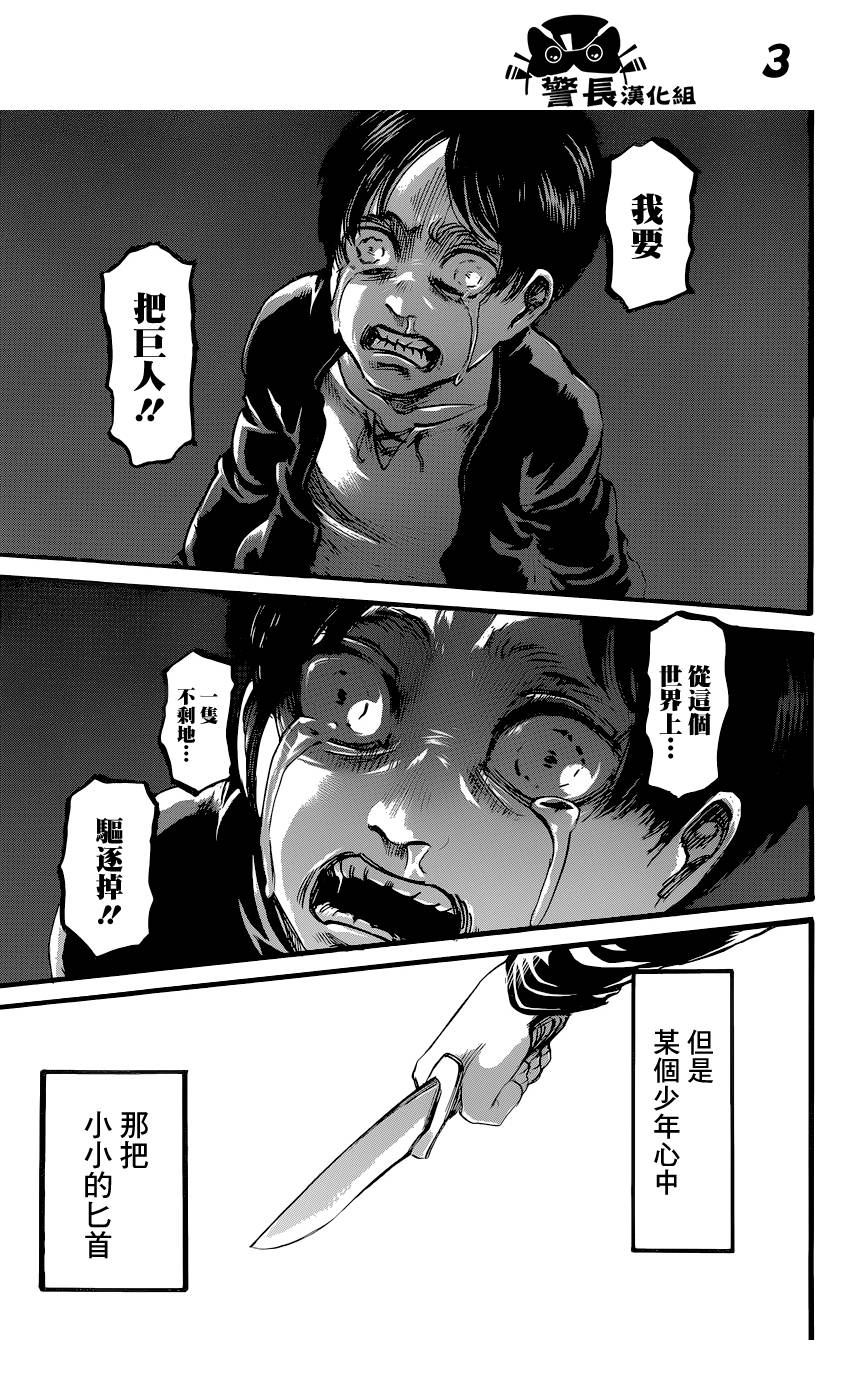 警長漢化組
3
我要
把巨人!!
從這個
世界上…
一隻
不剩地…
驅逐掉!!
但是
某個少年心中
那把
小小的匕首